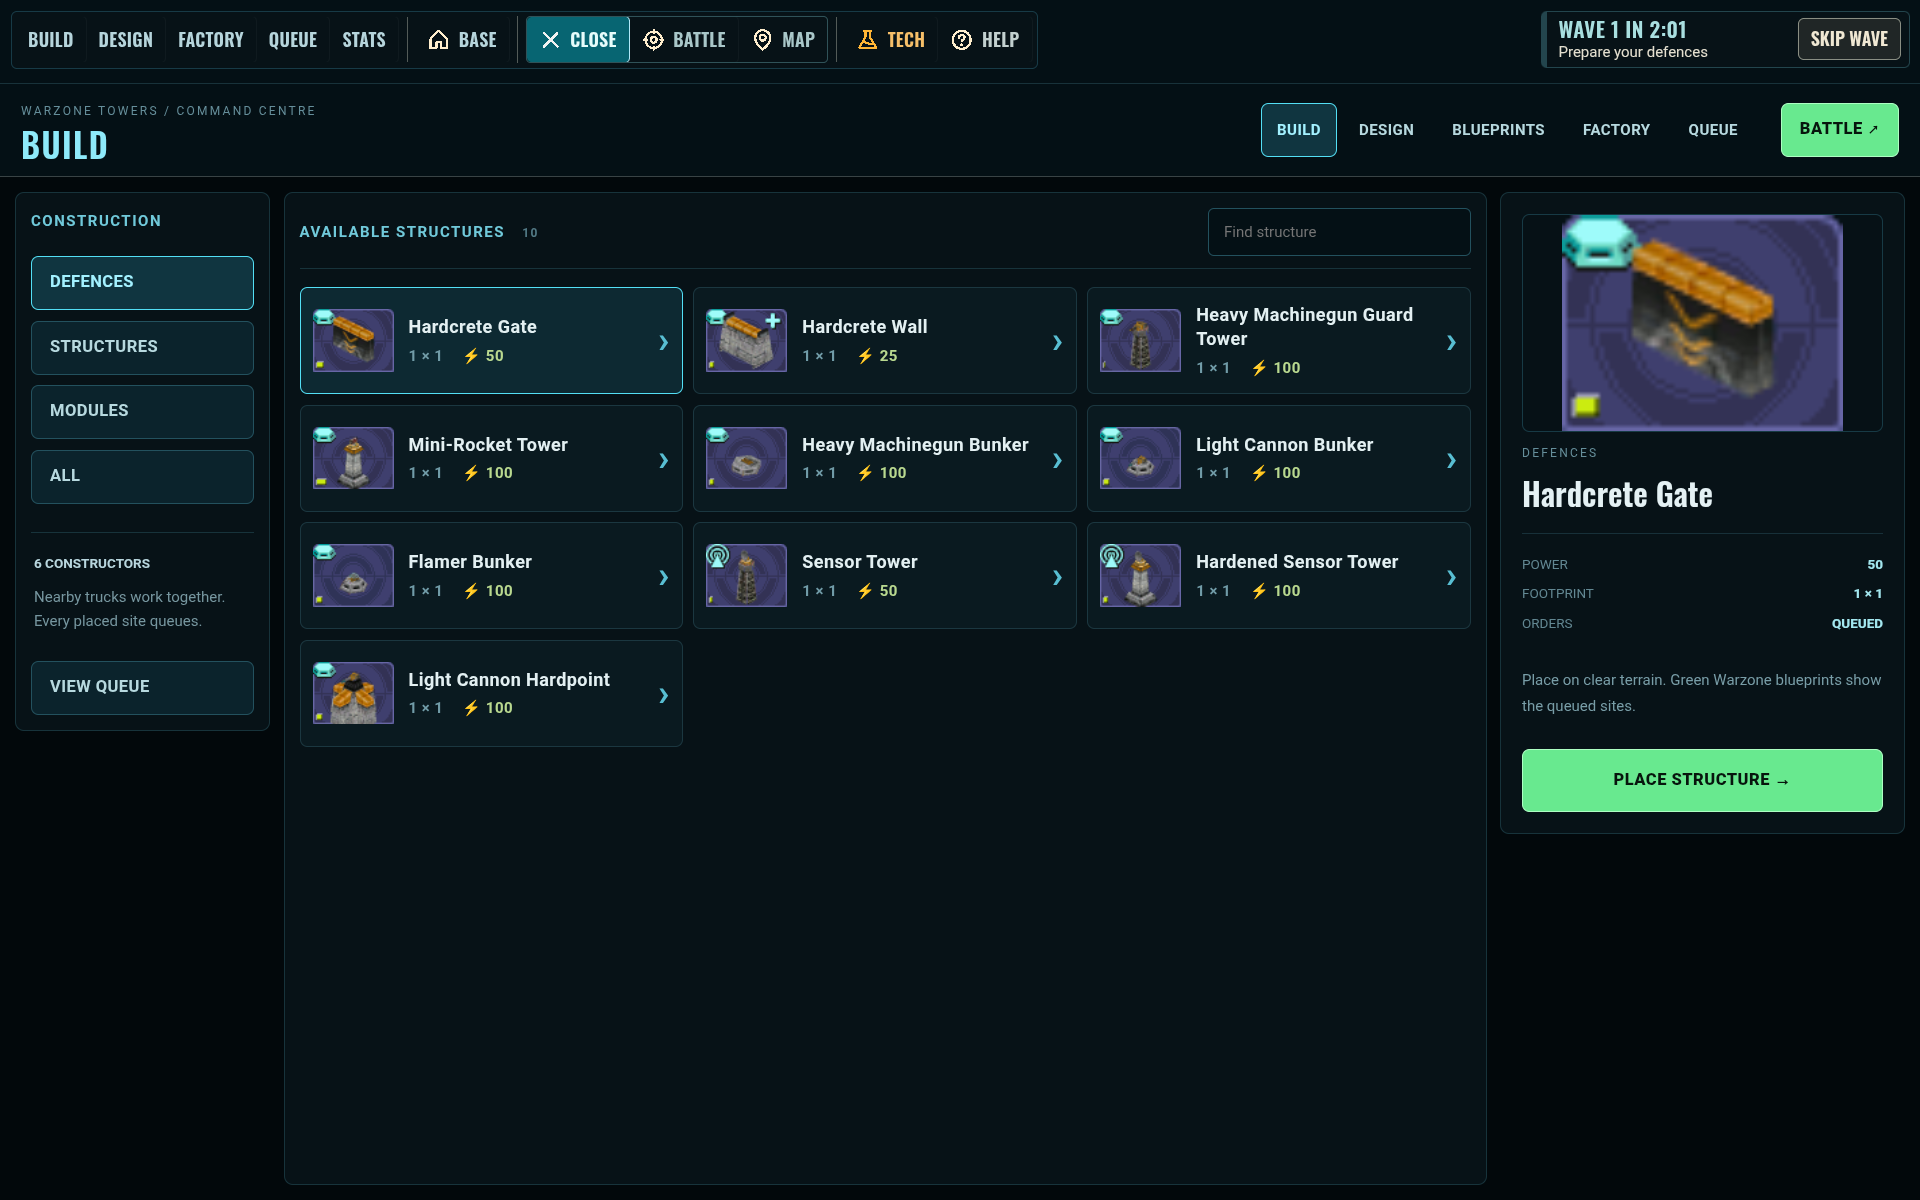 BUILD DESIGN FACTORY QUEUE STATS BASE CLOSE BATTLE MAP TECH HELP
WAVE 1 IN 2:01
Prepare your defences
SKIP WAVE
WARZONE TOWERS / COMMAND CENTRE
BUILD
BUILD DESIGN BLUEPRINTS FACTORY QUEUE BATTLE ↗
CONSTRUCTION
DEFENCES
STRUCTURES
MODULES
ALL
6 CONSTRUCTORS
Nearby trucks work together.
Every placed site queues.
VIEW QUEUE
AVAILABLE STRUCTURES 10
Find structure
Hardcrete Gate
1 × 1 ⚡ 50
Hardcrete Wall
1 × 1 ⚡ 25
Heavy Machinegun Guard
Tower
1 × 1 ⚡ 100
Mini-Rocket Tower
1 × 1 ⚡ 100
Heavy Machinegun Bunker
1 × 1 ⚡ 100
Light Cannon Bunker
1 × 1 ⚡ 100
Flamer Bunker
1 × 1 ⚡ 100
Sensor Tower
1 × 1 ⚡ 50
Hardened Sensor Tower
1 × 1 ⚡ 100
Light Cannon Hardpoint
1 × 1 ⚡ 100
DEFENCES
Hardcrete Gate
POWER 50
FOOTPRINT 1 × 1
ORDERS QUEUED
Place on clear terrain. Green Warzone blueprints show
the queued sites.
PLACE STRUCTURE →